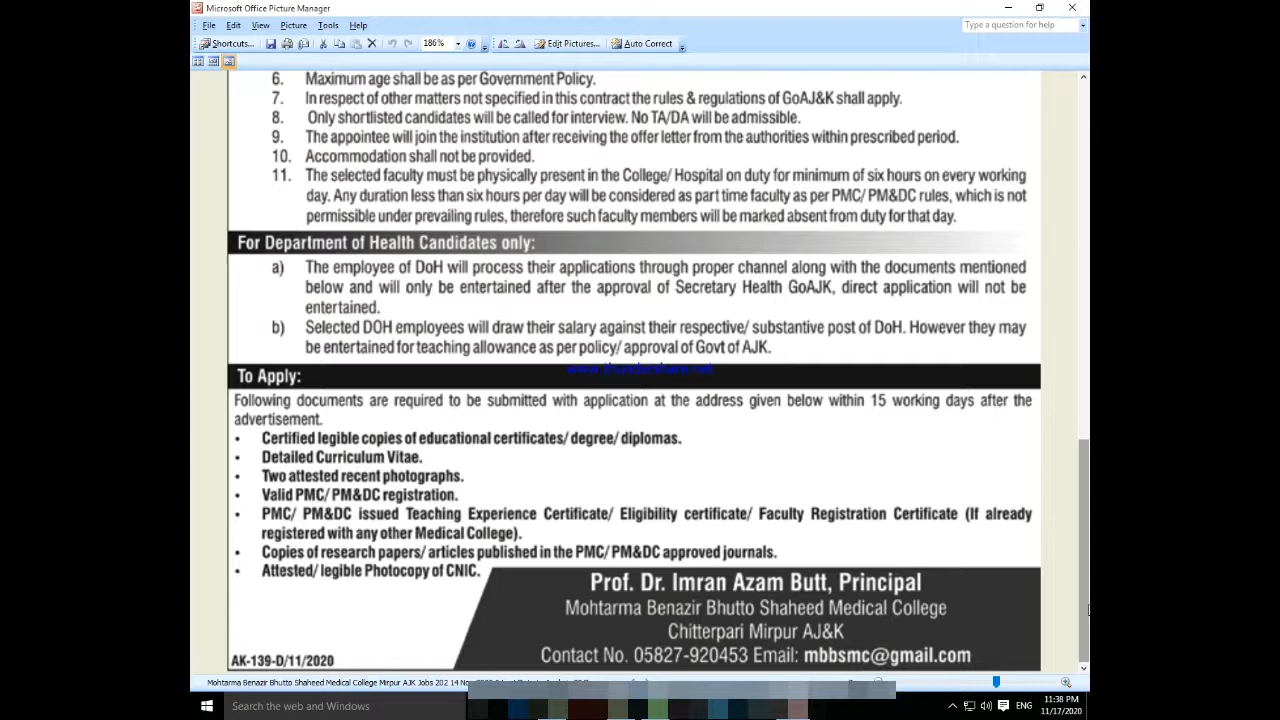 Microsoft Office Picture Manager
File Edit View Picture Tools Help
Type a question for help
Shortcuts... 186% Edit Pictures... Auto Correct
6. Maximum age shall be as per Government Policy.
7. In respect of other matters not specified in this contract the rules & regulations of GoAJ&K shall apply.
8. Only shortlisted candidates will be called for interview. No TA/DA will be admissible.
9. The appointee will join the institution after receiving the offer letter from the authorities within prescribed period.
10. Accommodation shall not be provided.
11. The selected faculty must be physically present in the College/ Hospital on duty for minimum of six hours on every working
day. Any duration less than six hours per day will be considered as part time faculty as per PMC/ PM&DC rules, which is not
permissible under prevailing rules, therefore such faculty members will be marked absent from duty for that day.
For Department of Health Candidates only:
a) The employee of DoH will process their applications through proper channel along with the documents mentioned
below and will only be entertained after the approval of Secretary Health GoAJK, direct application will not be
entertained.
b) Selected DOH employees will draw their salary against their respective/ substantive post of DoH. However they may
be entertained for teaching allowance as per policy/ approval of Govt of AJK.
To Apply:
Following documents are required to be submitted with application at the address given below within 15 working days after the
advertisement.
• Certified legible copies of educational certificates/ degree/ diplomas.
• Detailed Curriculum Vitae.
• Two attested recent photographs.
• Valid PMC/ PM&DC registration.
• PMC/ PM&DC issued Teaching Experience Certificate/ Eligibility certificate/ Faculty Registration Certificate (If already
registered with any other Medical College).
• Copies of research papers/ articles published in the PMC/ PM&DC approved journals.
• Attested/ legible Photocopy of CNIC.
Prof. Dr. Imran Azam Butt, Principal
Mohtarma Benazir Bhutto Shaheed Medical College
Chitterpari Mirpur AJ&K
Contact No. 05827-920453 Email: mbbsmc@gmail.com
AK-139-D/11/2020
Mohtarma Benazir Bhutto Shaheed Medical College Mirpur AJK Jobs 202 14 No
Search the web and Windows
ENG
11:38 PM
11/17/2020